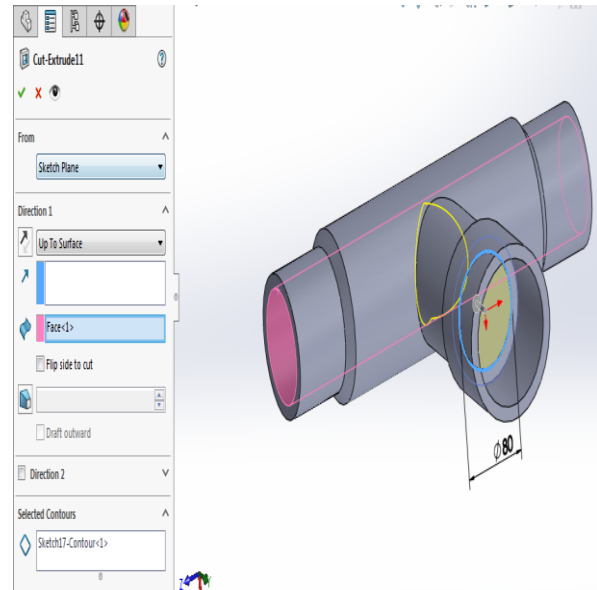 Cut-Extrude11
?
From
Sketch Plane
Direction 1
Up To Surface
Face<1>
Flip side to cut
Draft outward
Direction 2
Selected Contours
Sketch17-Contour<1>
∅80
Z